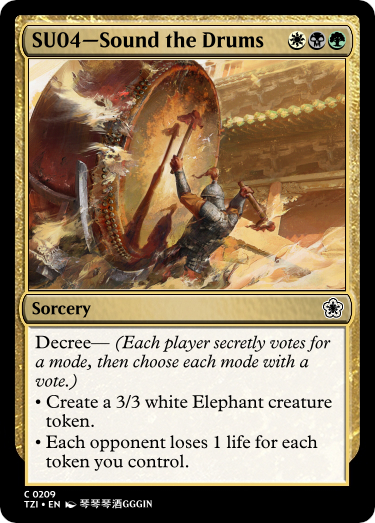 SU04—Sound the Drums
Sorcery
Decree— (Each player secretly votes for
a mode, then choose each mode with a
vote.)
• Create a 3/3 white Elephant creature
token.
• Each opponent loses 1 life for each
token you control.
C 0209
TZI • EN 琴琴琴酒GGGIN